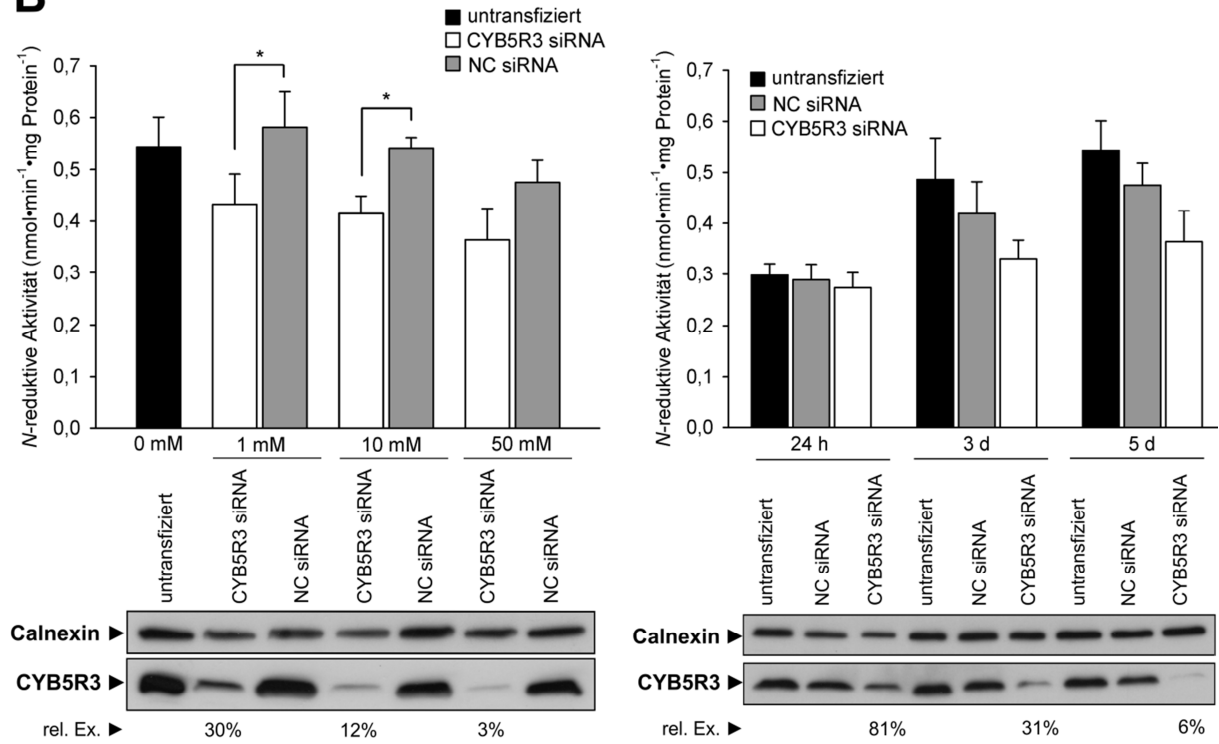 B
untransfiziert
CYB5R3 siRNA
NC siRNA
N-reduktive Aktivität (nmol•min⁻¹•mg Protein⁻¹)
0,7
0,6
0,5
0,4
0,3
0,2
0,1
0,0
*
*
0 mM 1 mM 10 mM 50 mM
untransfiziert
CYB5R3 siRNA
NC siRNA
CYB5R3 siRNA
NC siRNA
CYB5R3 siRNA
NC siRNA
Calnexin
CYB5R3
rel. Ex. 30% 12% 3%
untransfiziert
NC siRNA
CYB5R3 siRNA
N-reduktive Aktivität (nmol•min⁻¹•mg Protein⁻¹)
0,7
0,6
0,5
0,4
0,3
0,2
0,1
0,0
24 h 3 d 5 d
untransfiziert
NC siRNA
CYB5R3 siRNA
untransfiziert
NC siRNA
CYB5R3 siRNA
untransfiziert
NC siRNA
CYB5R3 siRNA
Calnexin
CYB5R3
rel. Ex. 81% 31% 6%